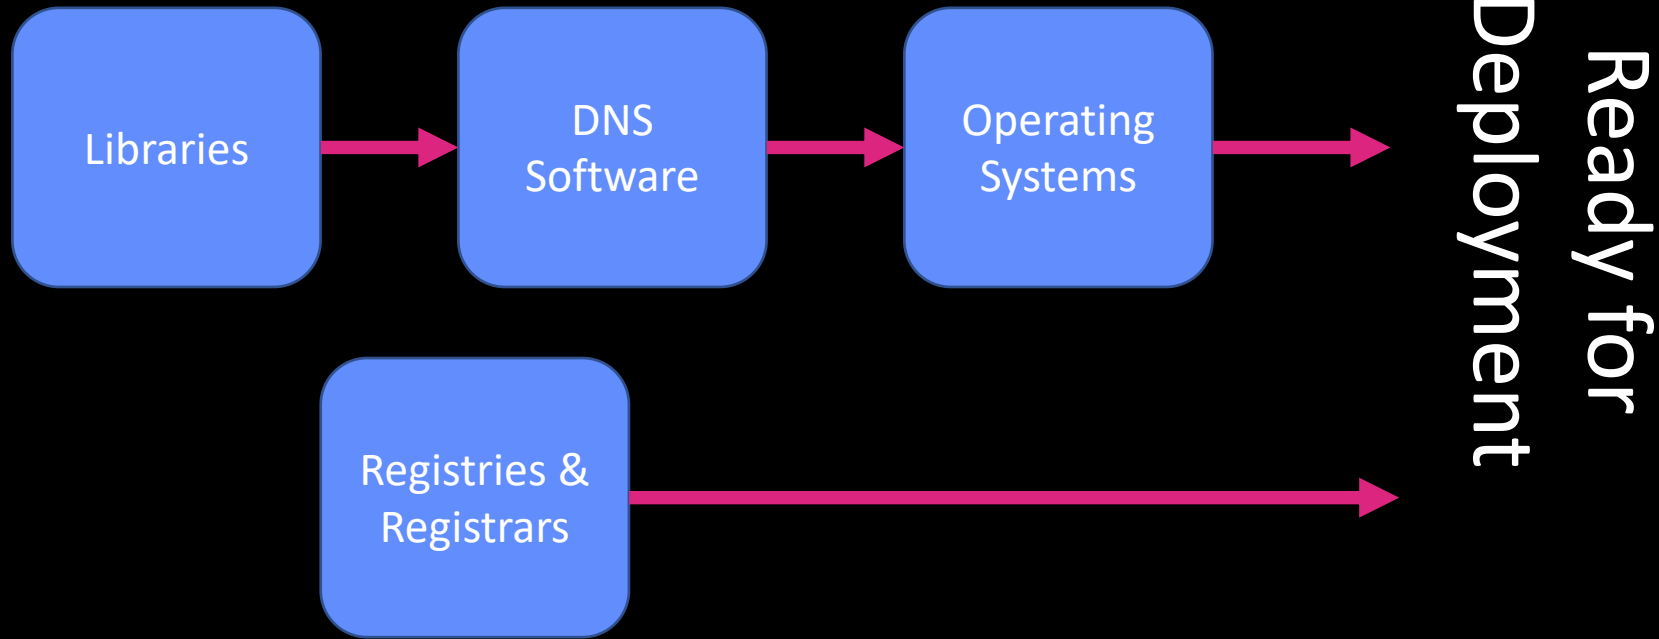 Libraries
DNS
Software
Operating
Systems
Ready for
Deployment
Registries &
Registrars